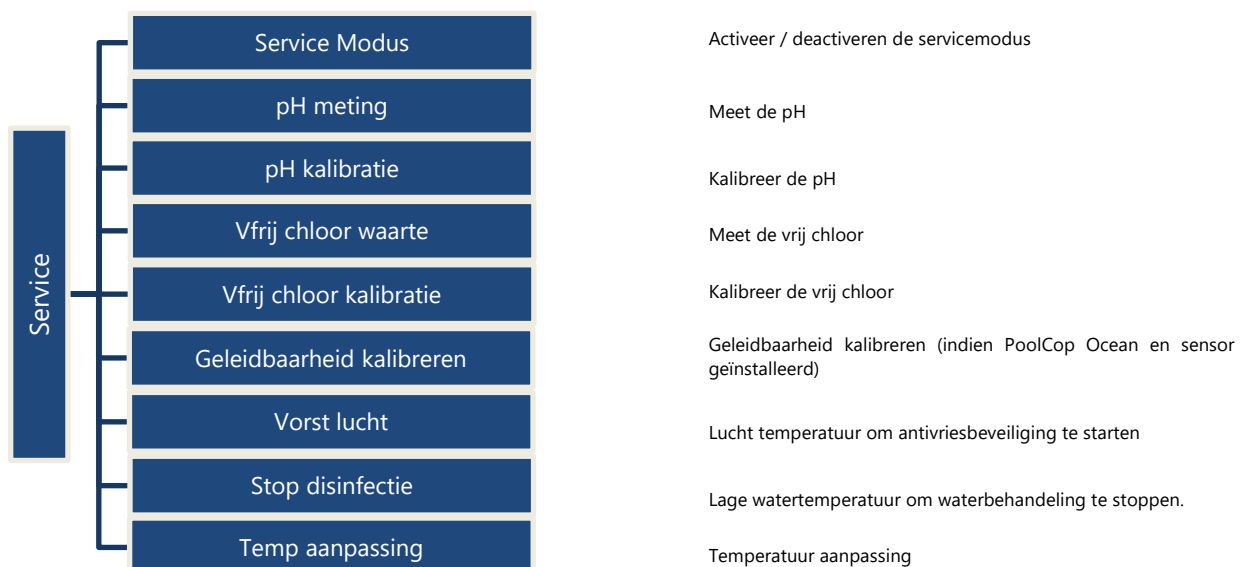 Service
Service Modus
Activeer / deactiveren de servicemodus
pH meting
Meet de pH
pH kalibratie
Kalibreer de pH
Vfrij chloor waarte
Meet de vrij chloor
Vfrij chloor kalibratie
Kalibreer de vrij chloor
Geleidbaarheid kalibreren
Geleidbaarheid kalibreren (indien PoolCop Ocean en sensor
geïnstalleerd)
Vorst lucht
Lucht temperatuur om antivriesbeveiliging te starten
Stop disinfectie
Lage watertemperatuur om waterbehandeling te stoppen.
Temp aanpassing
Temperatuur aanpassing